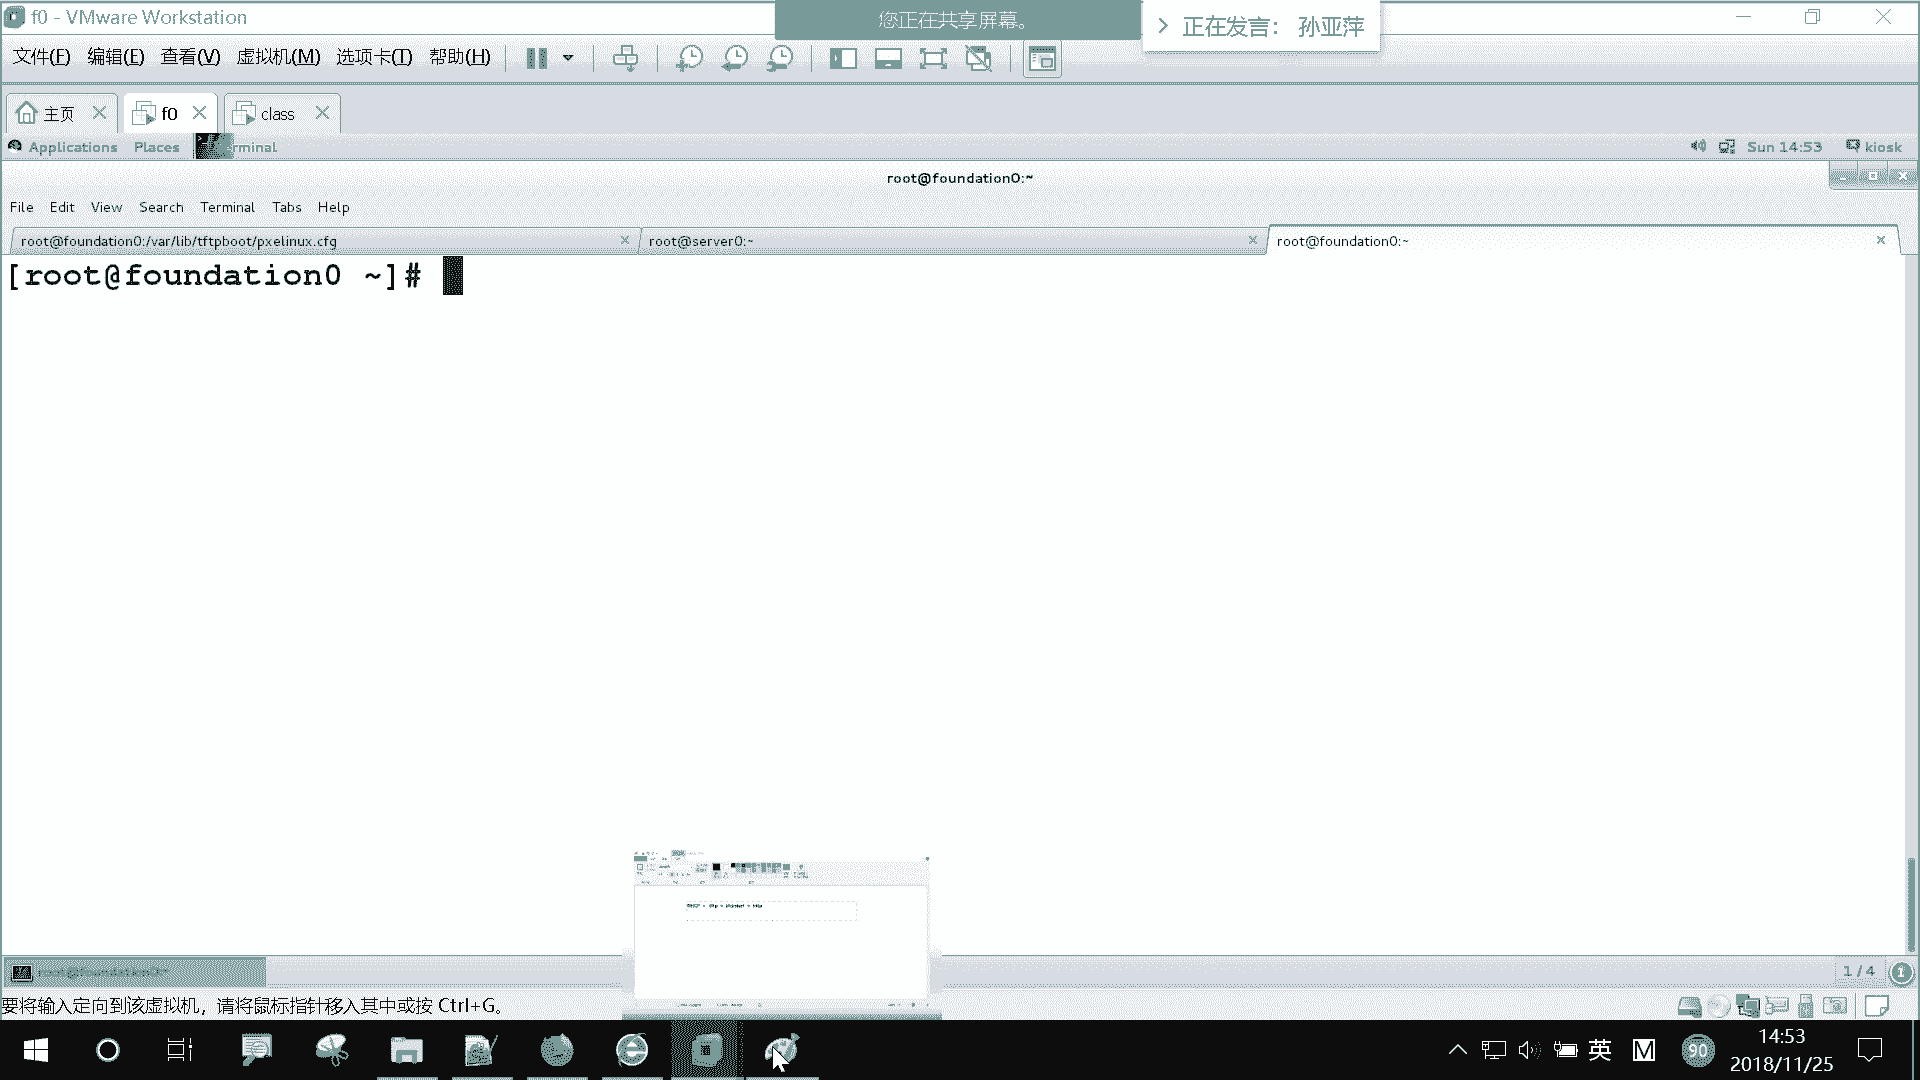 f0 - VMware Workstation
您正在共享屏幕。
正在发言： 孙亚萍
文件(F) 编辑(E) 查看(V) 虚拟机(M) 选项卡(T) 帮助(H)
主页 f0 class
Applications Places rminal Sun 14:53 kiosk
root@foundation0:~
File Edit View Search Terminal Tabs Help
root@foundation0:/var/lib/tftpboot/pxelinux.cfg root@server0:~ root@foundation0:~
[root@foundation0 ~]#
root@foundation0:~ 1 / 4 1
要将输入定向到该虚拟机，请将鼠标指针移入其中或按 Ctrl+G。
英 M 90 14:53
2018/11/25